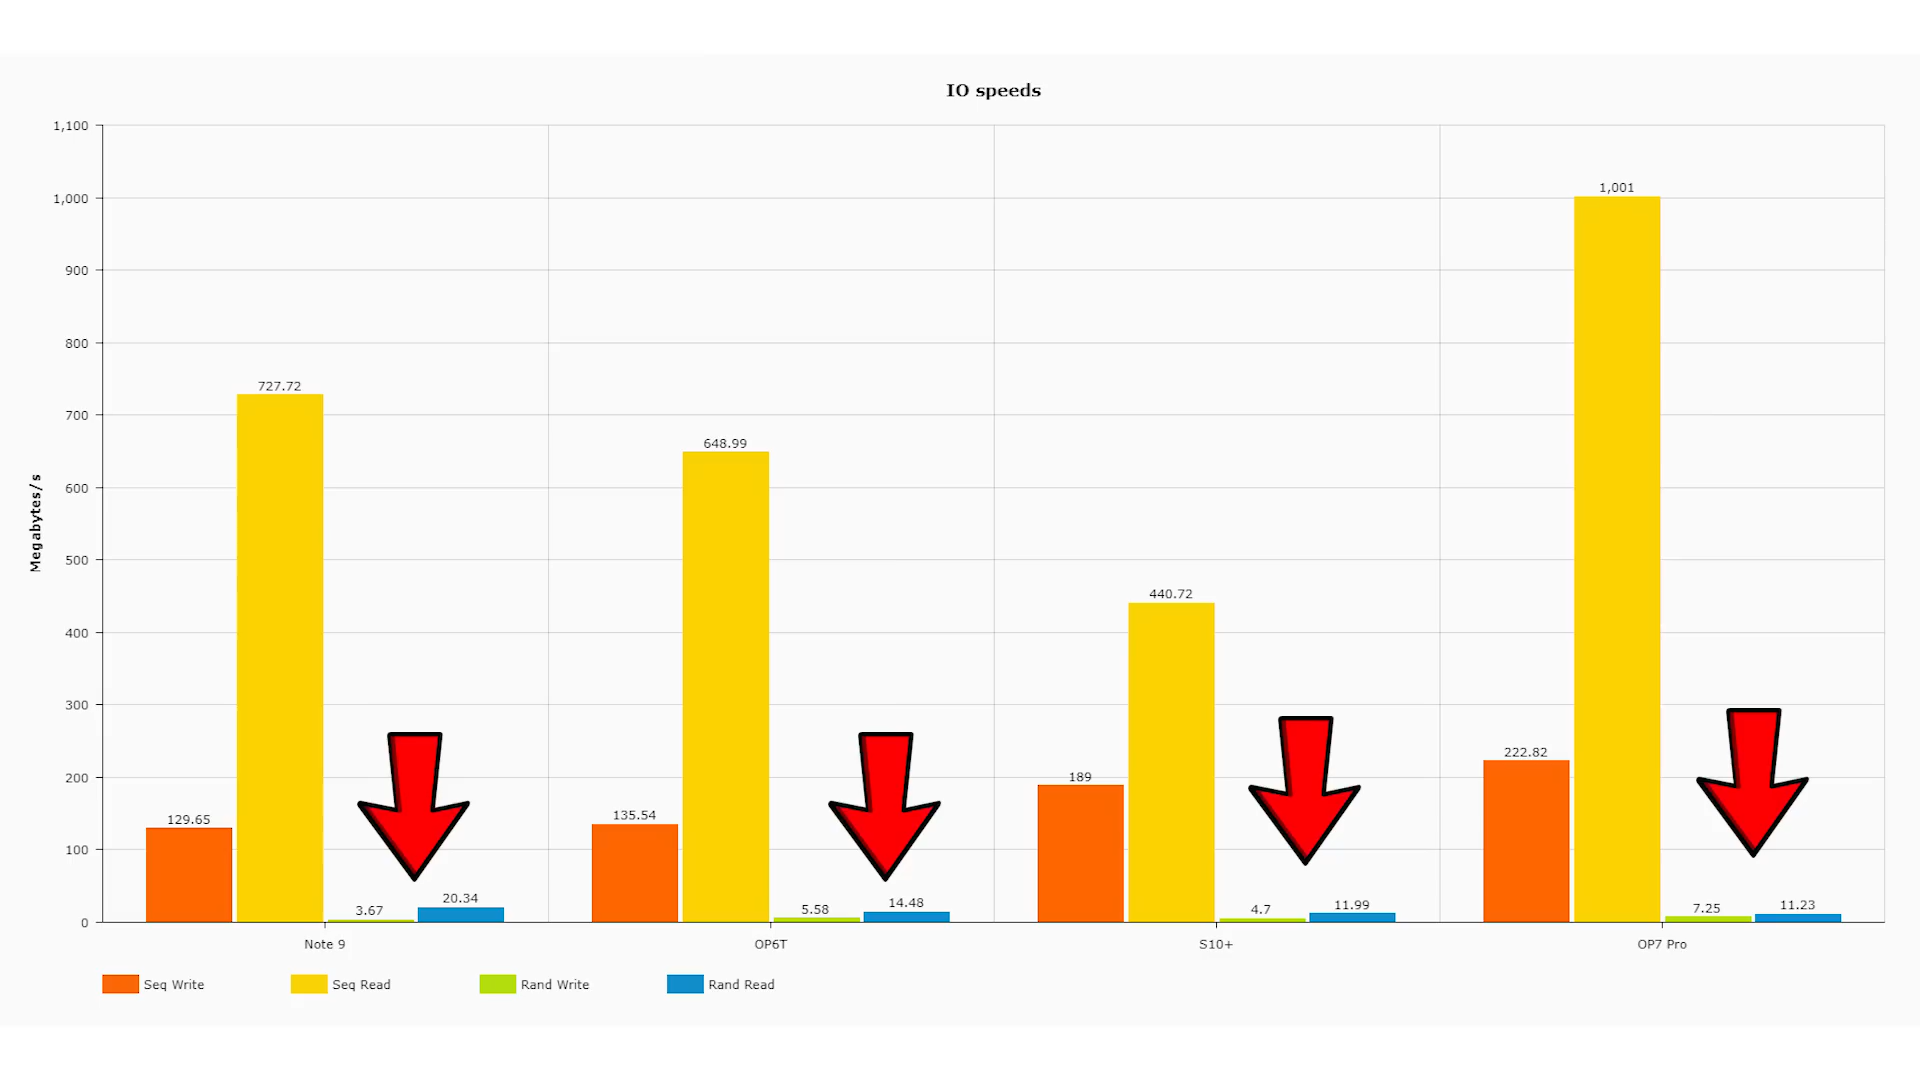 IO speeds
1,100
1,000
900
800
700
600
500
400
300
200
100
0
Megabytes/s
129.65
727.72
3.67
20.34
135.54
648.99
5.58
14.48
189
440.72
4.7
11.99
222.82
1,001
7.25
11.23
Note 9
OP6T
S10+
OP7 Pro
Seq Write
Seq Read
Rand Write
Rand Read